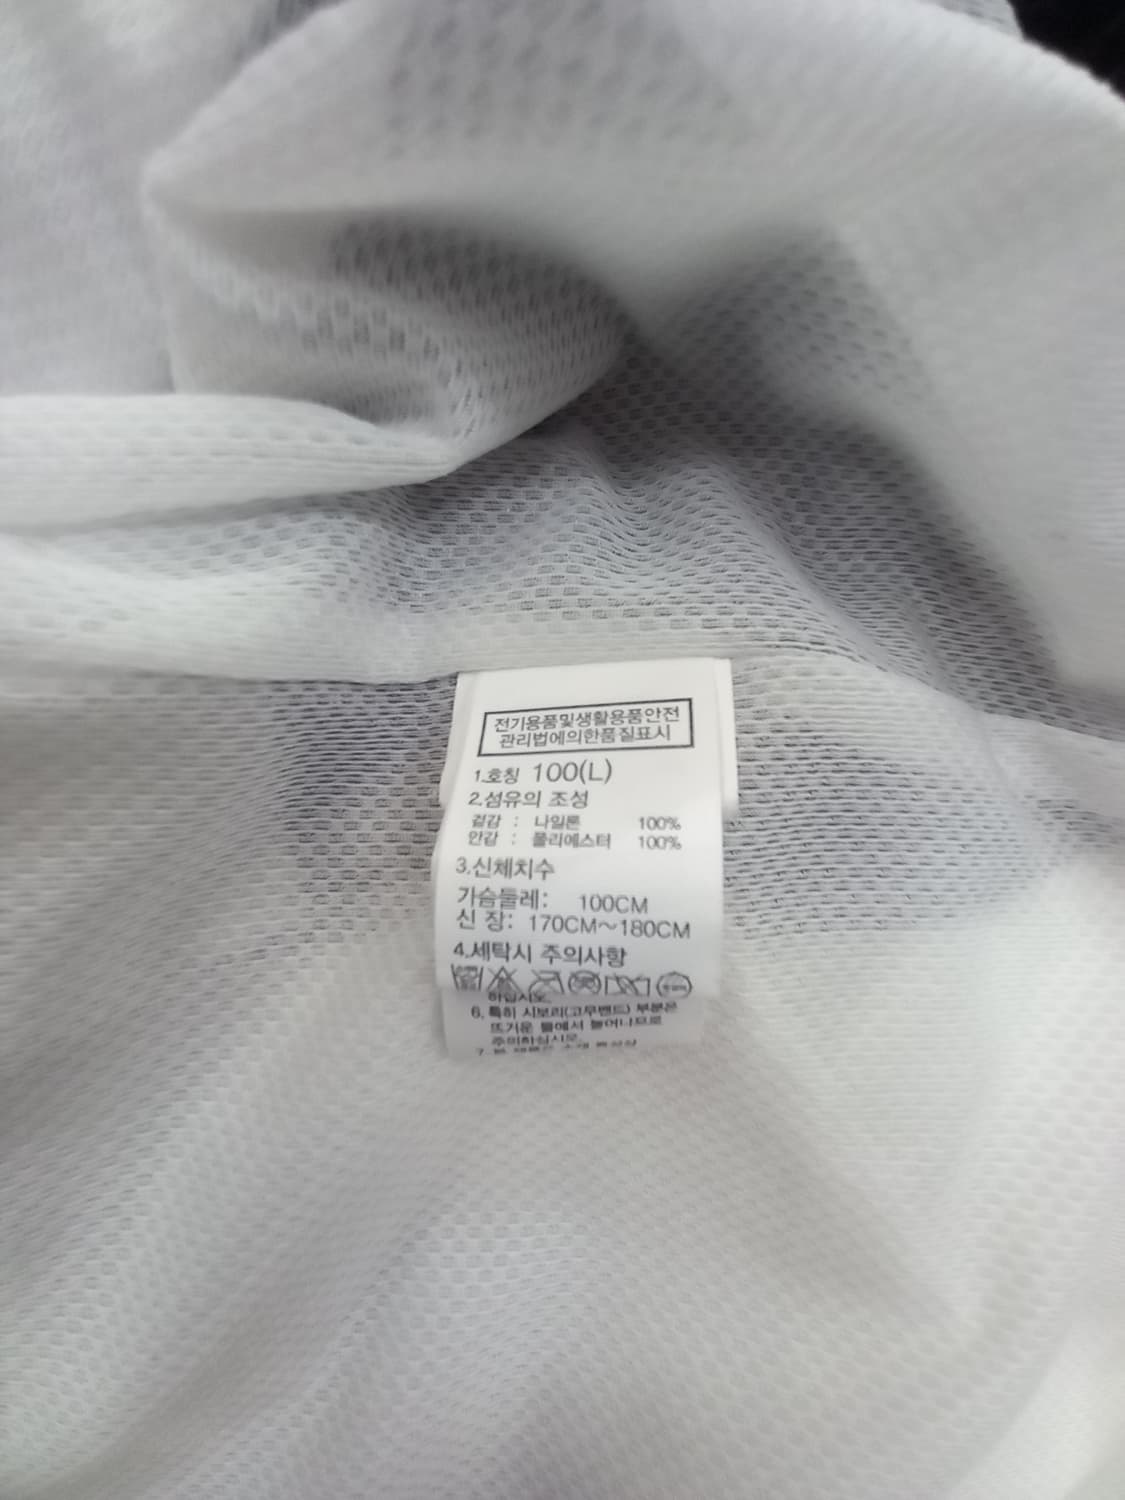 전기용품및생활용품안전
관리법에의한품질표시
1.호칭 100(L)
2.섬유의 조성
겉감 : 나일론 100%
안감 : 폴리에스터 100%
3.신체치수
가슴둘레: 100CM
신 장: 170CM~180CM
4.세탁시 주의사항
하십시오.
6.특히 시보리(고무밴드) 부분은
뜨거운 물에서 늘어나므로
주의하십시오.
7.